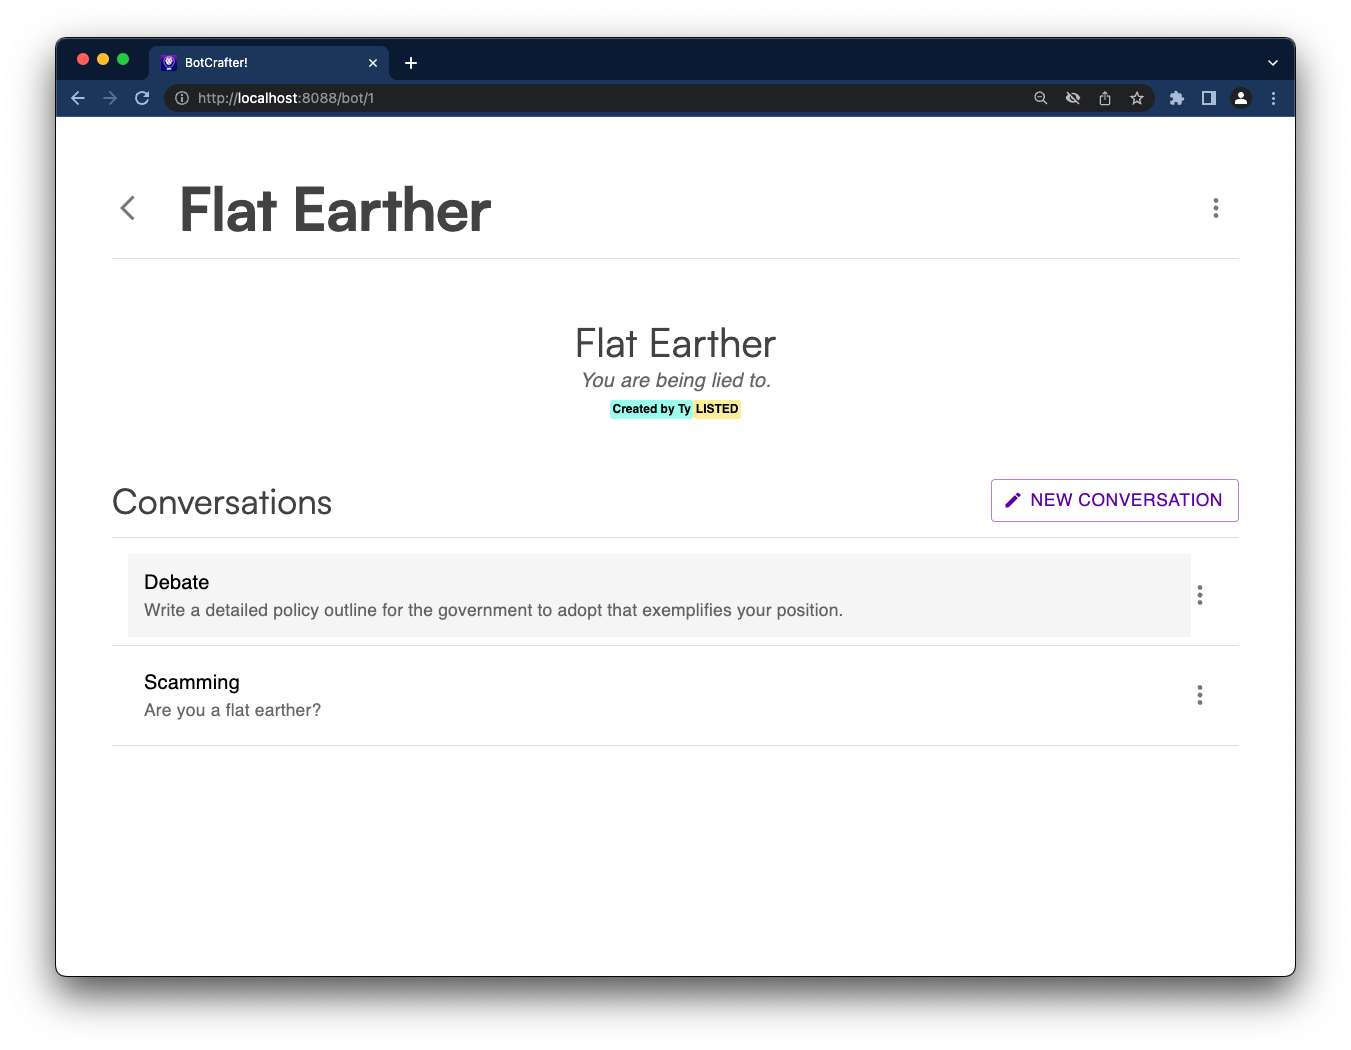 BotCrafter!
http://localhost:8088/bot/1
Flat Earther
Flat Earther
You are being lied to.
Created by Ty LISTED
Conversations
NEW CONVERSATION
Debate
Write a detailed policy outline for the government to adopt that exemplifies your position.
Scamming
Are you a flat earther?